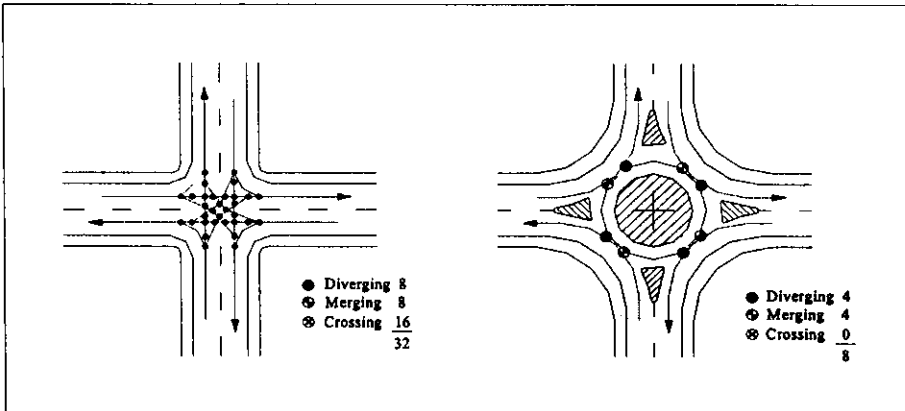 Diverging 8
Merging 8
Crossing 16
32
Diverging 4
Merging 4
Crossing 0
8